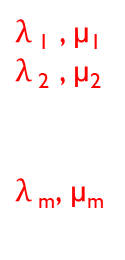 λ₁, μ₁
λ₂, μ₂
λₘ, μₘ